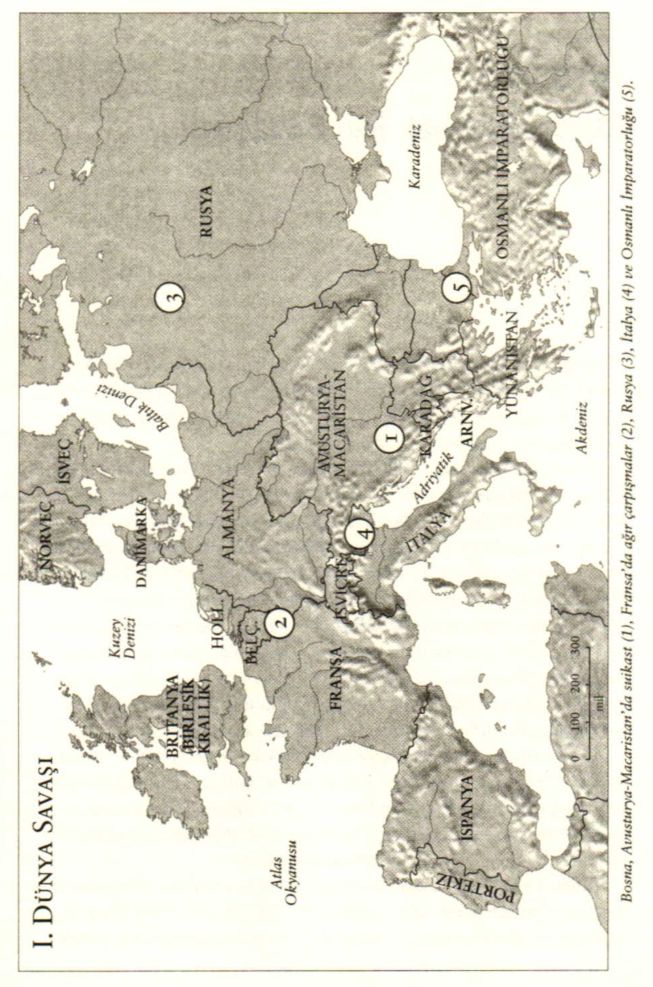 I. DÜNYA SAVAŞI
NORVEÇ
İSVEÇ
Baltık Denizi
RUSYA
3
Kuzey
Denizi
DANİMARKA
BRİTANYA
(BİRLEŞİK
KRALLIK)
HOLL.
ALMANYA
BELÇ.
2
Atlas
Okyanusu
FRANSA
İSVİÇRE
AVUSTURYA-
MACARİSTAN
1
4
Karadeniz
KARADAĞ
5
Adriyatik
İTALYA
ARNV.
OSMANLI İMPARATORLUĞU
YUNANİSTAN
İSPANYA
PORTEKİZ
Akdeniz
0 100 200 300
mil
Bosna, Avusturya-Macaristan'da suikast (1), Fransa'da ağır çarpışmalar (2), Rusya (3), İtalya (4) ve Osmanlı İmparatorluğu (5).